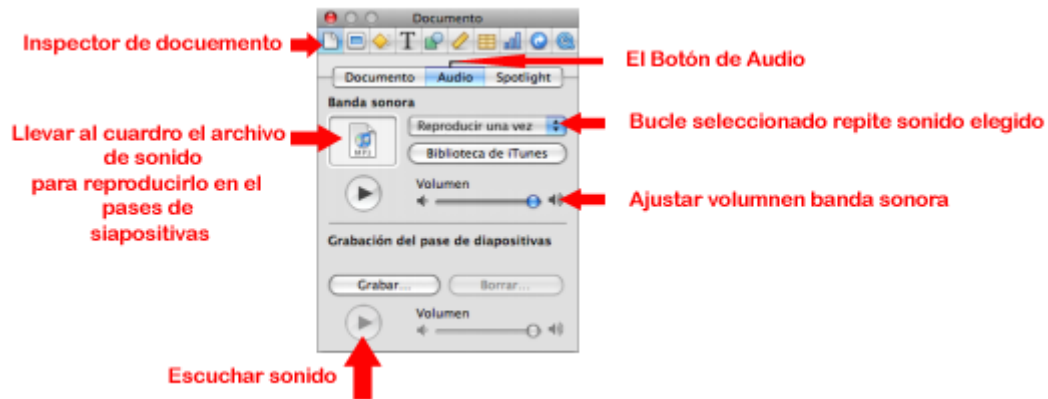 Documento
Inspector de docuemento
T
El Botón de Audio
Documento Audio Spotlight
Banda sonora
Llevar al cuardro el archivo
de sonido
para reproducirlo en el
pases de
siapositivas
MP3
Reproducir una vez
Bucle seleccionado repite sonido elegido
Biblioteca de iTunes
Volumen
Ajustar volumnen banda sonora
Grabación del pase de diapositivas
Grabar...
Borrar...
Volumen
Escuchar sonido